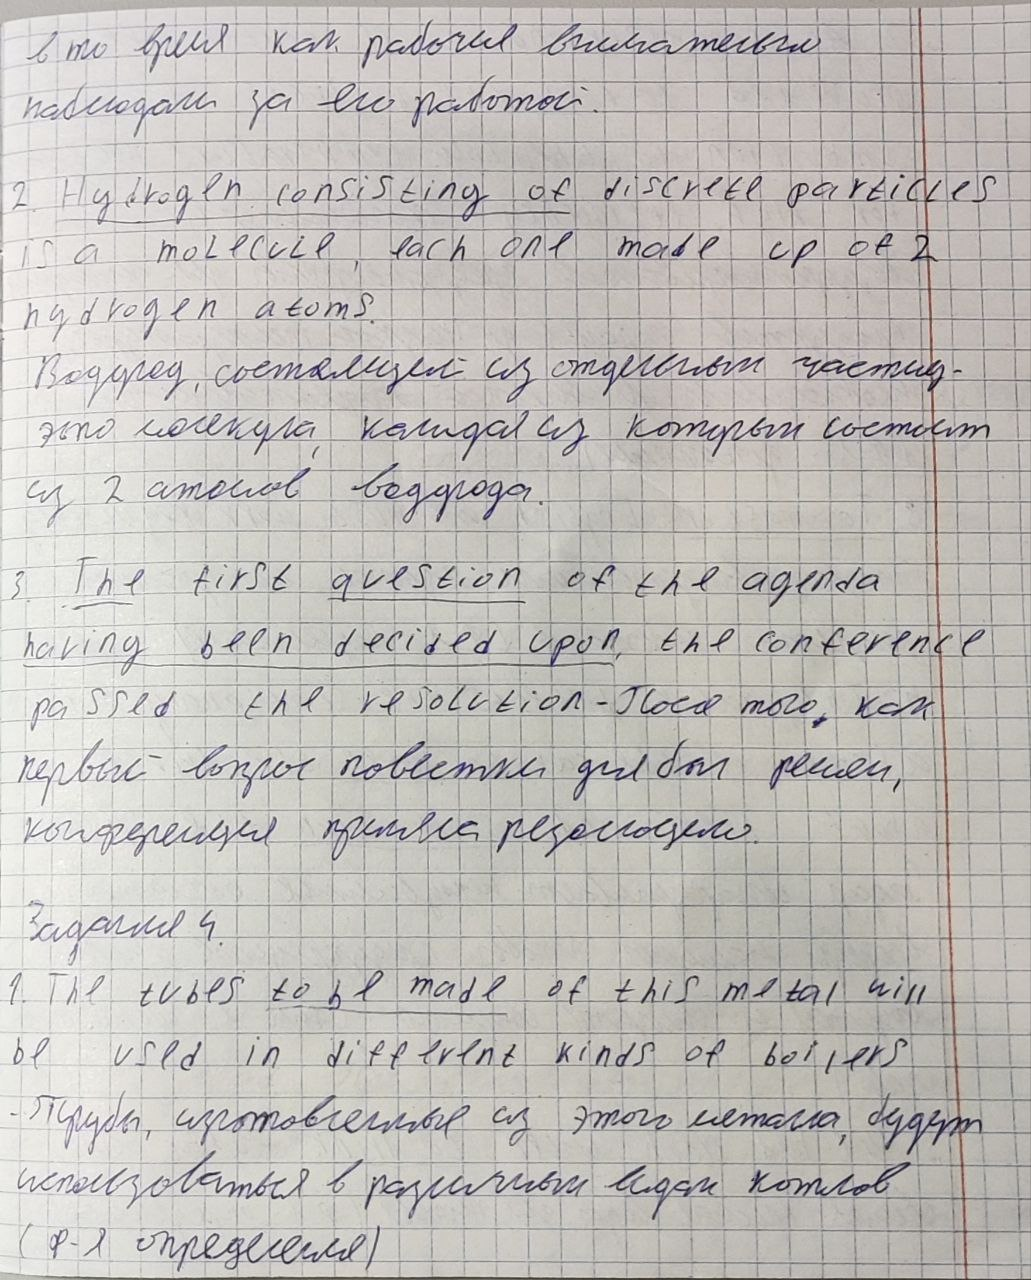 в то время как рабочие внимательно
наблюдали за его работой.
2. Hydrogen consisting of discrete particles
is a molecule, each one made up of 2
hydrogen atoms.
Водород, состоящий из отдельных частиц-
это молекула, каждая из которых состоит
из 2 атомов водорода.
3. The first question of the agenda
having been decided upon, the conference
passed the resolution - После того, как
первый вопрос повестки дня был решен,
конференция приняла резолюцию.
Задания 4.
1. The tubes to be made of this metal will
be used in different kinds of boilers
- Трубы, изготовленные из этого металла, будут
использоваться в различных видах котлов
(ф-я определения)